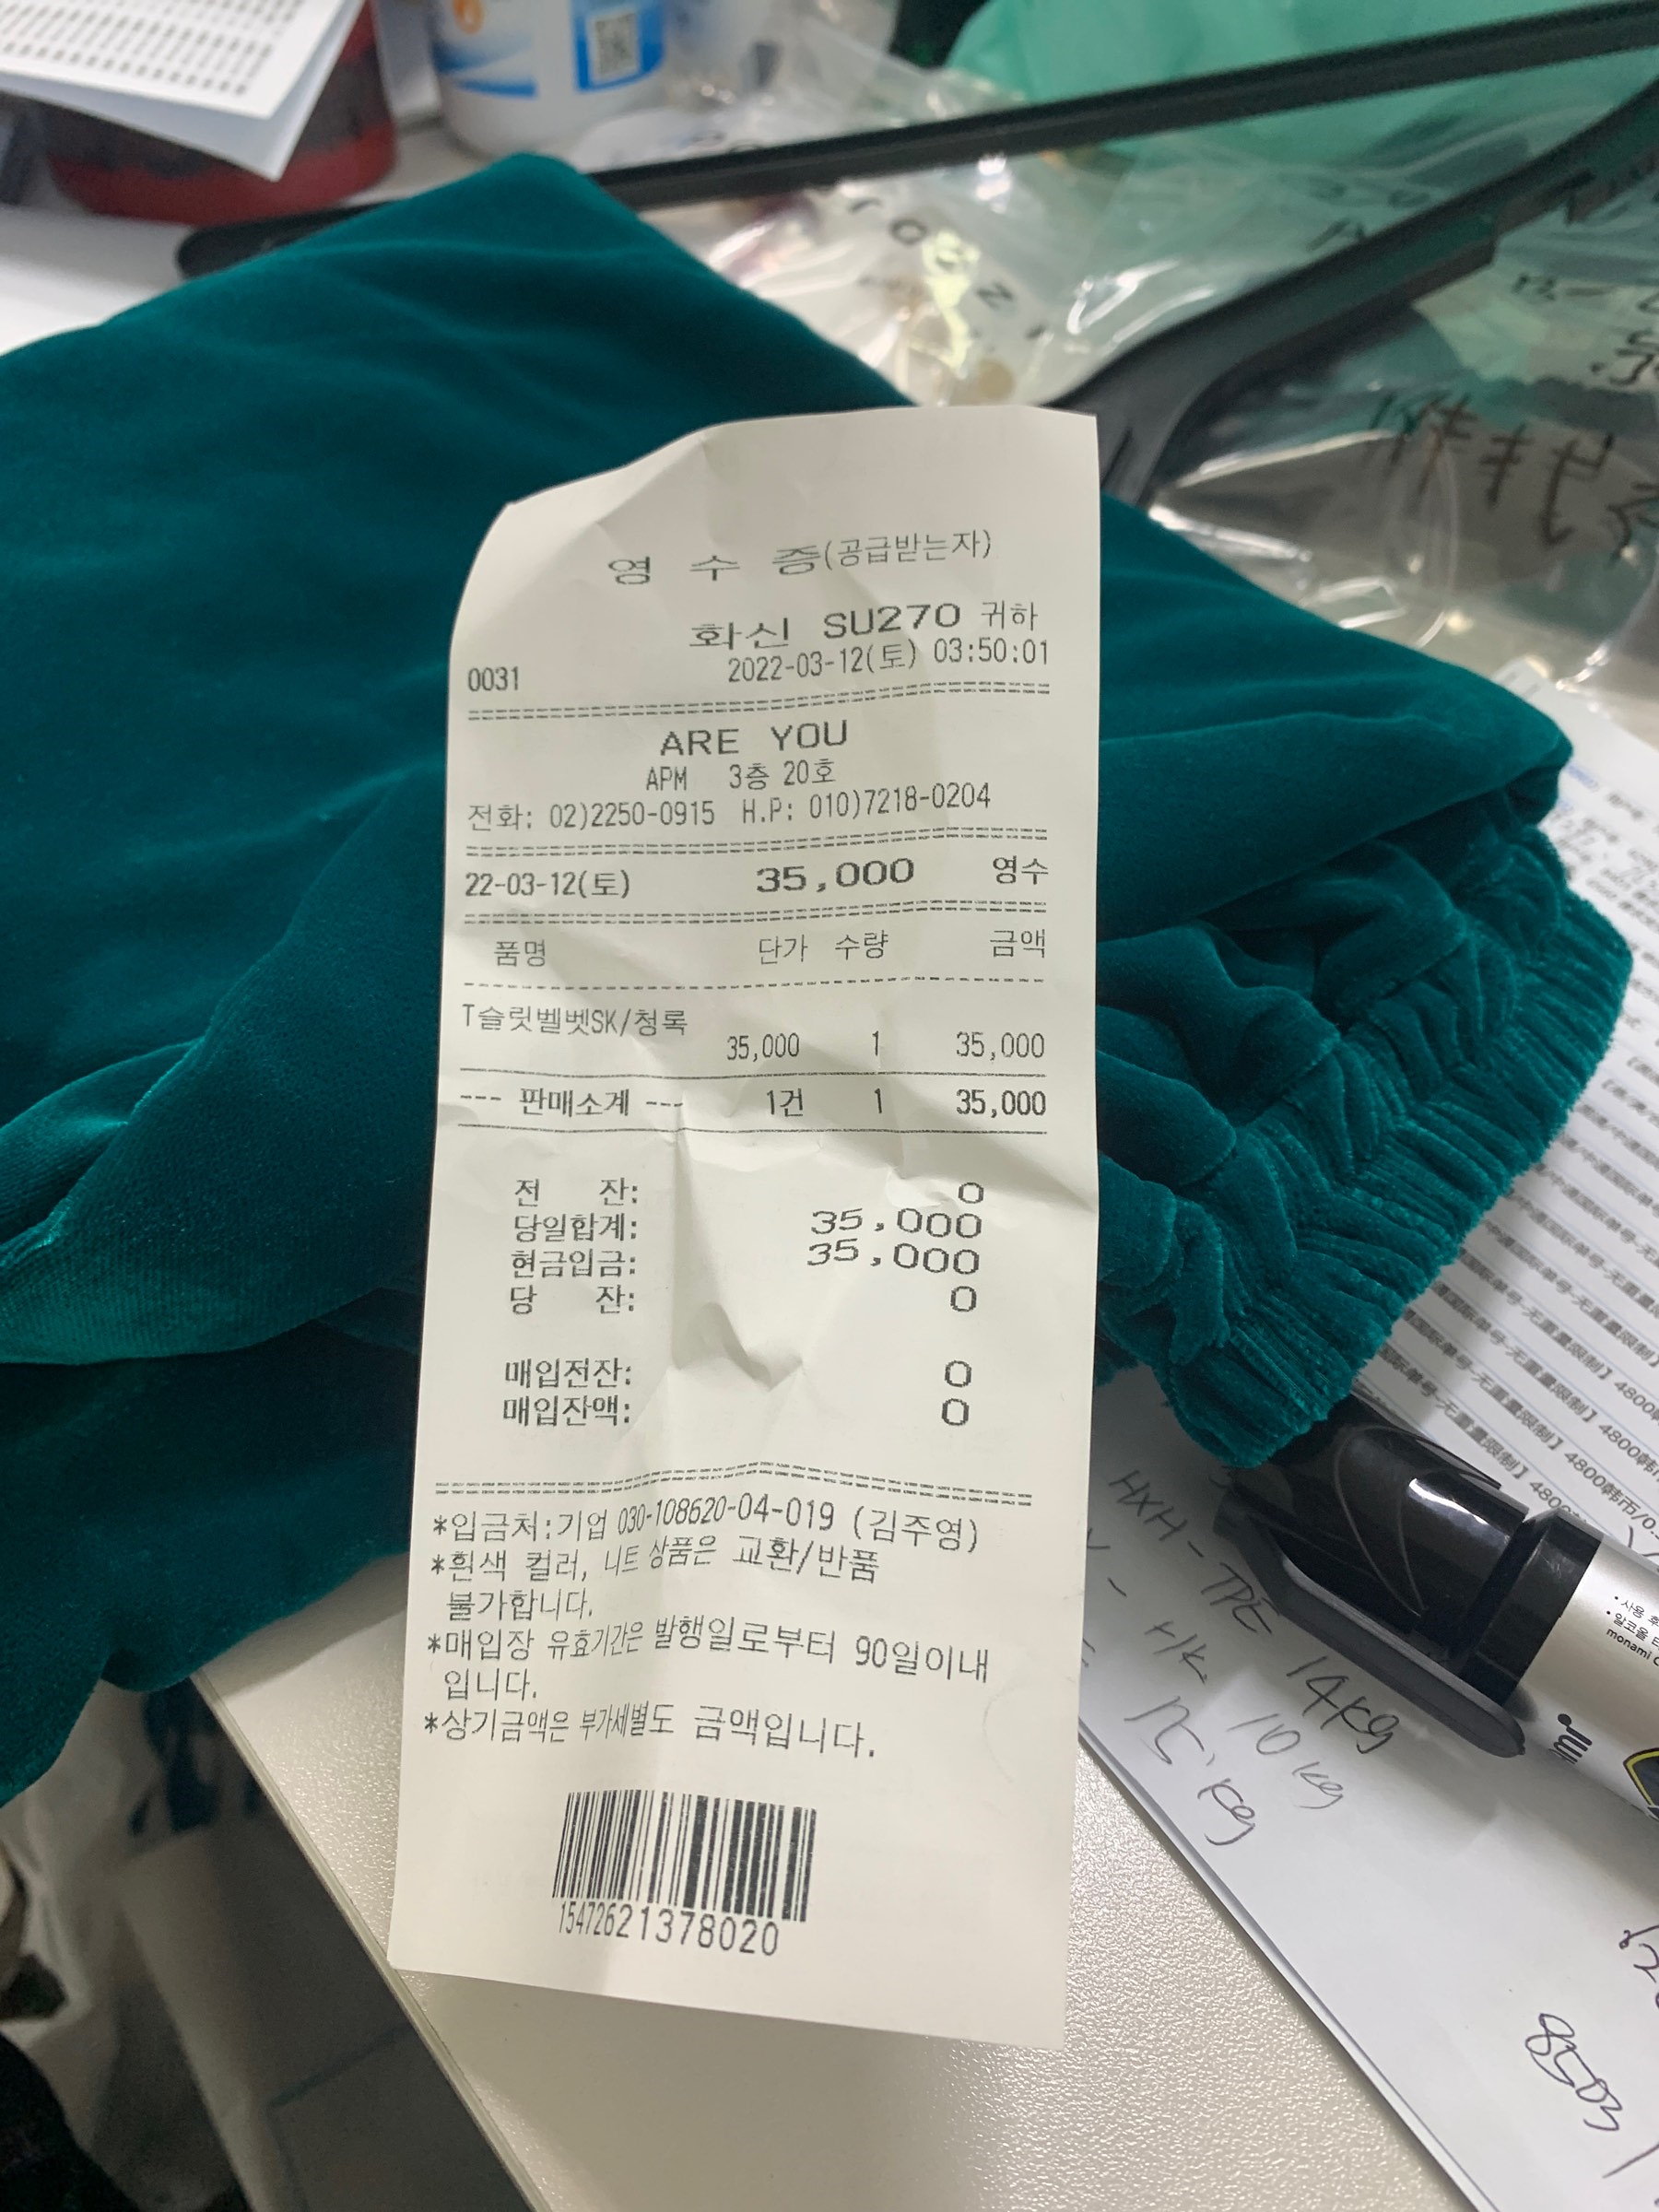 영 수 증(공급받는자)
화신 SU270 귀하
0031 2022-03-12(토) 03:50:01
ARE YOU
APM 3층 20호
전화: 02)2250-0915 H.P: 010)7218-0204
22-03-12(토) 35,000 영수
품명 단가 수량 금액
T슬릿벨벳SK/청록
35,000 1 35,000
--- 판매소계 --- 1건 1 35,000
전 잔: 0
당일합계: 35,000
현금입금: 35,000
당 잔: 0
매입전잔: 0
매입잔액: 0
*입금처:기업 030-108620-04-019 (김주영)
*흰색 컬러, 니트 상품은 교환/반품
불가합니다.
*매입장 유효기간은 발행일로부터 90일이내
입니다.
*상기금액은 부가세별도 금액입니다.
15472621378020
HXH-TPE 14kg
- HK 10kg
15.kg
monami
8503